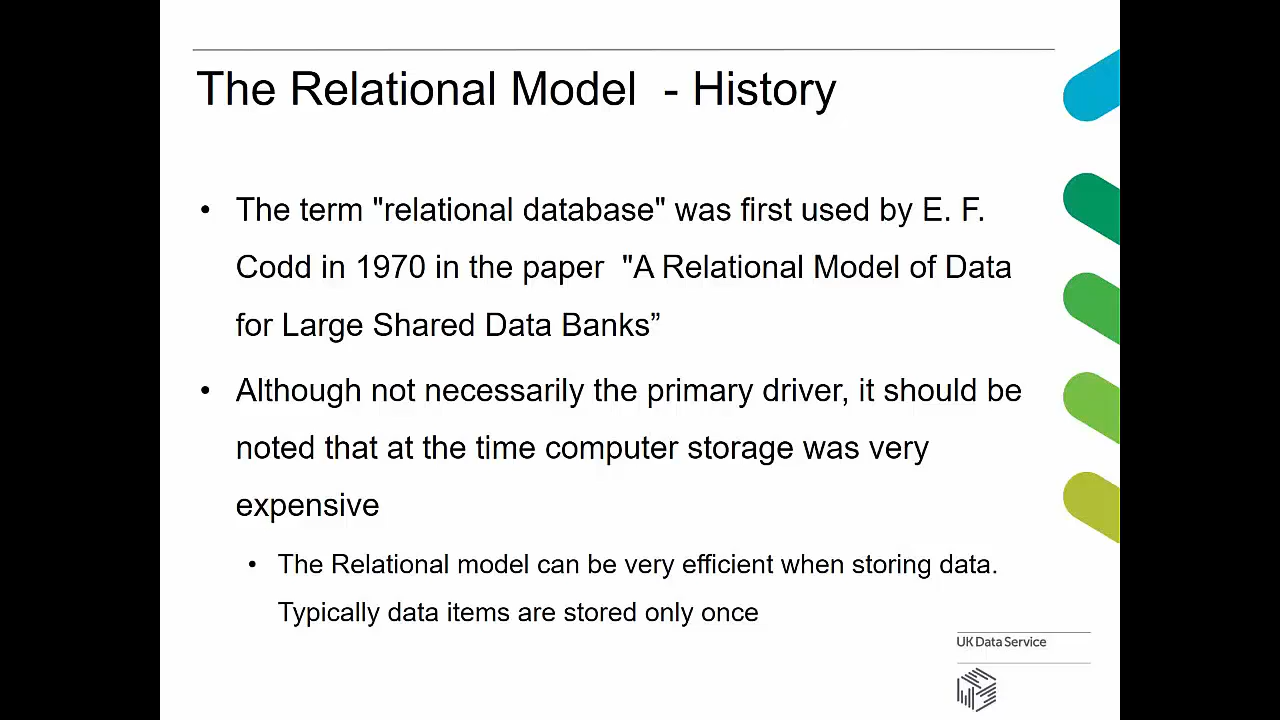 The Relational Model  - History
• The term "relational database" was first used by E. F.
Codd in 1970 in the paper  "A Relational Model of Data
for Large Shared Data Banks”
• Although not necessarily the primary driver, it should be
noted that at the time computer storage was very
expensive
• The Relational model can be very efficient when storing data.
Typically data items are stored only once
UK Data Service